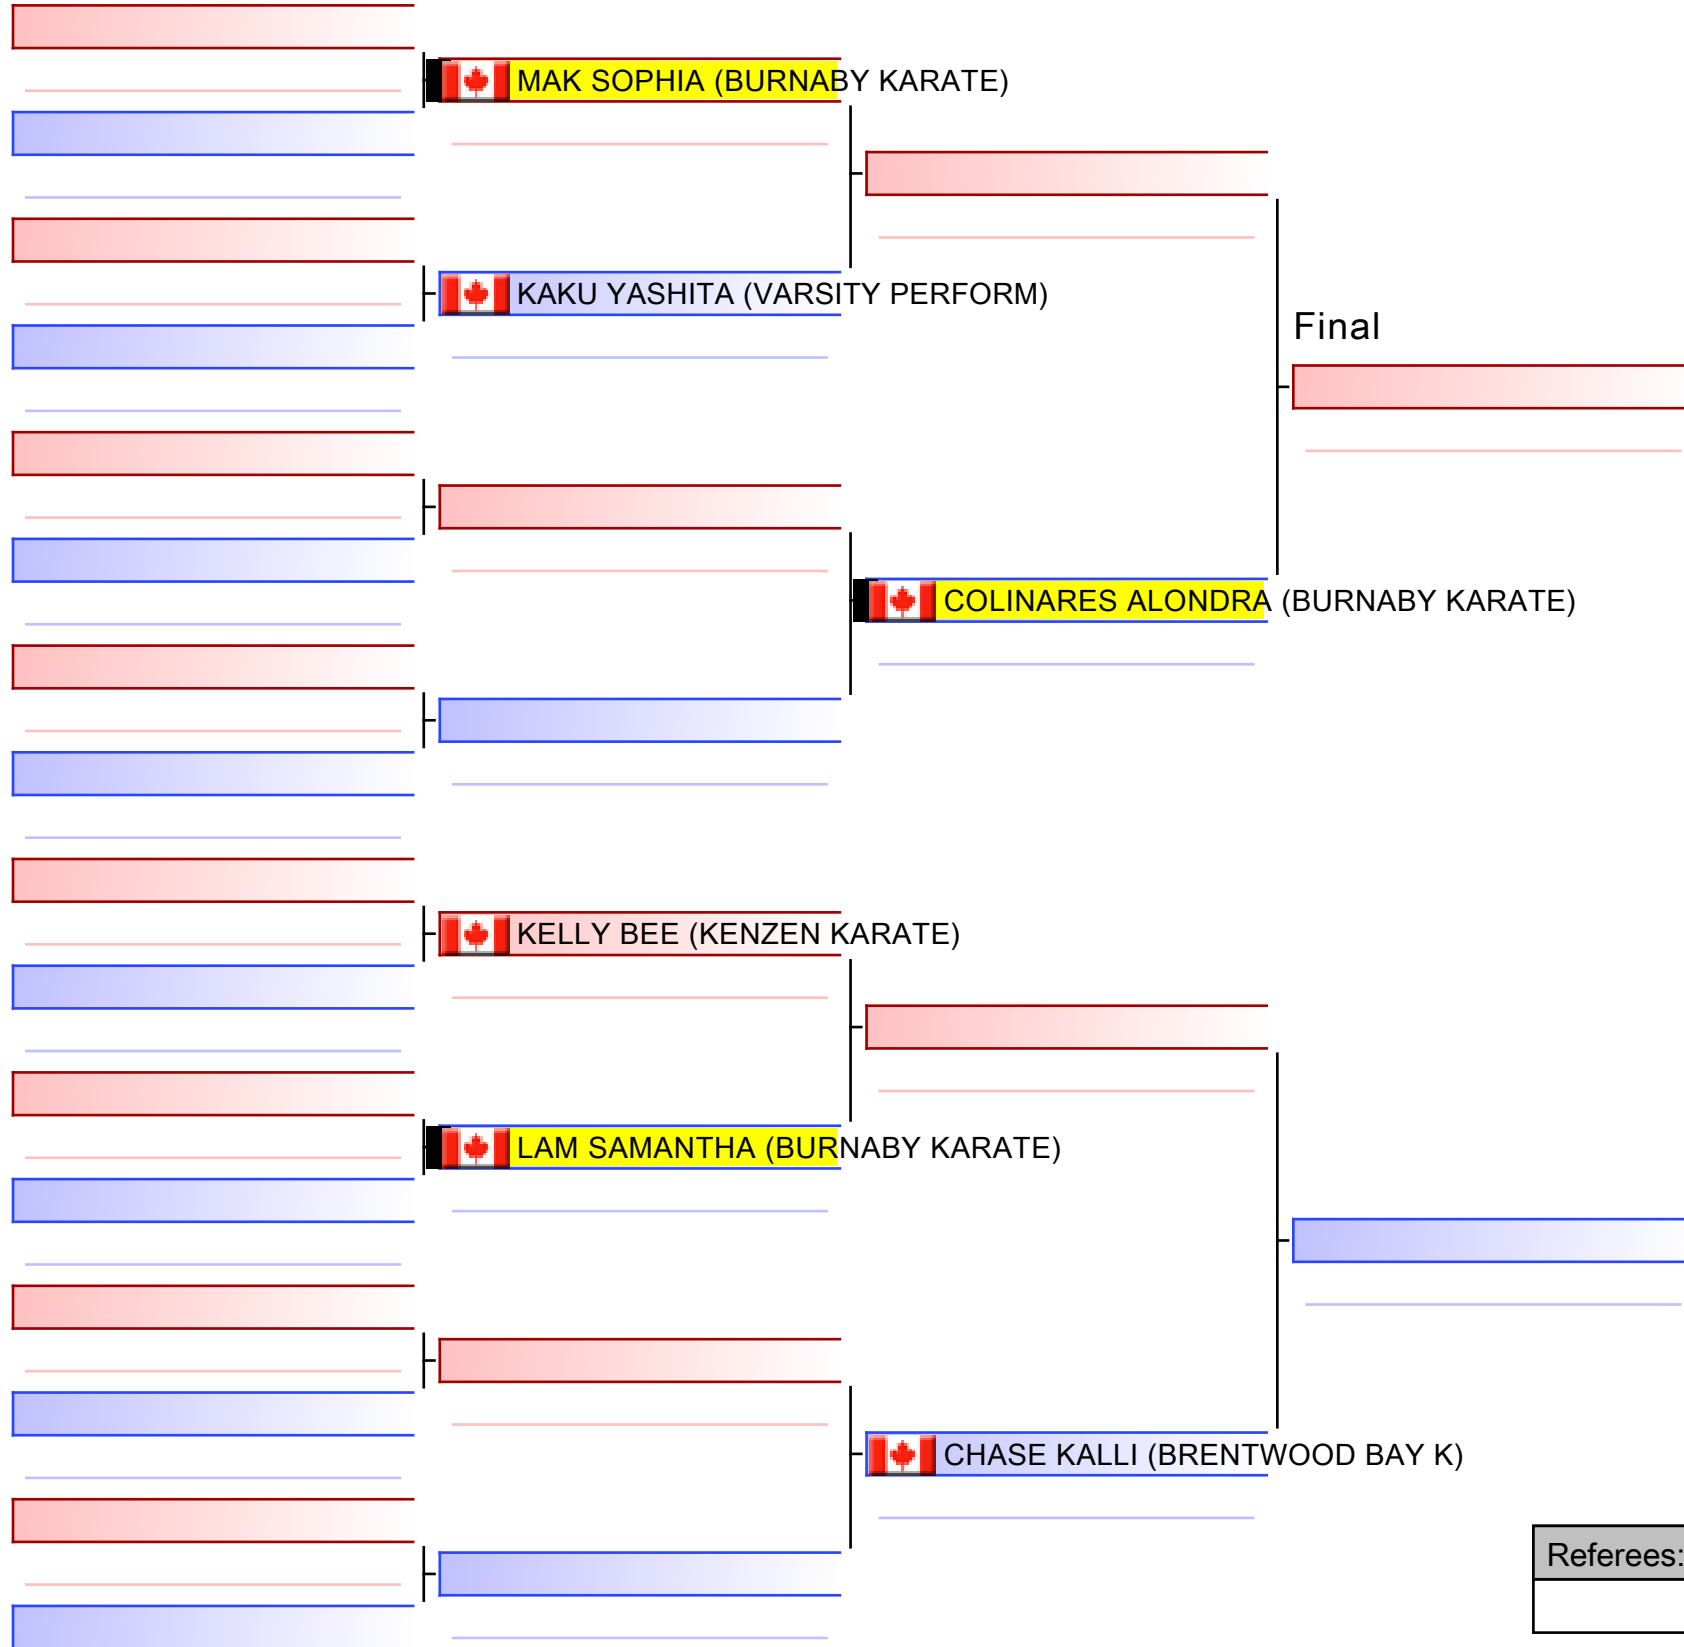 MAK SOPHIA (BURNABY KARATE)
KAKU YASHITA (VARSITY PERFORM)
Final
COLINARES ALONDRA (BURNABY KARATE)
KELLY BEE (KENZEN KARATE)
LAM SAMANTHA (BURNABY KARATE)
CHASE KALLI (BRENTWOOD BAY K)
Referees: